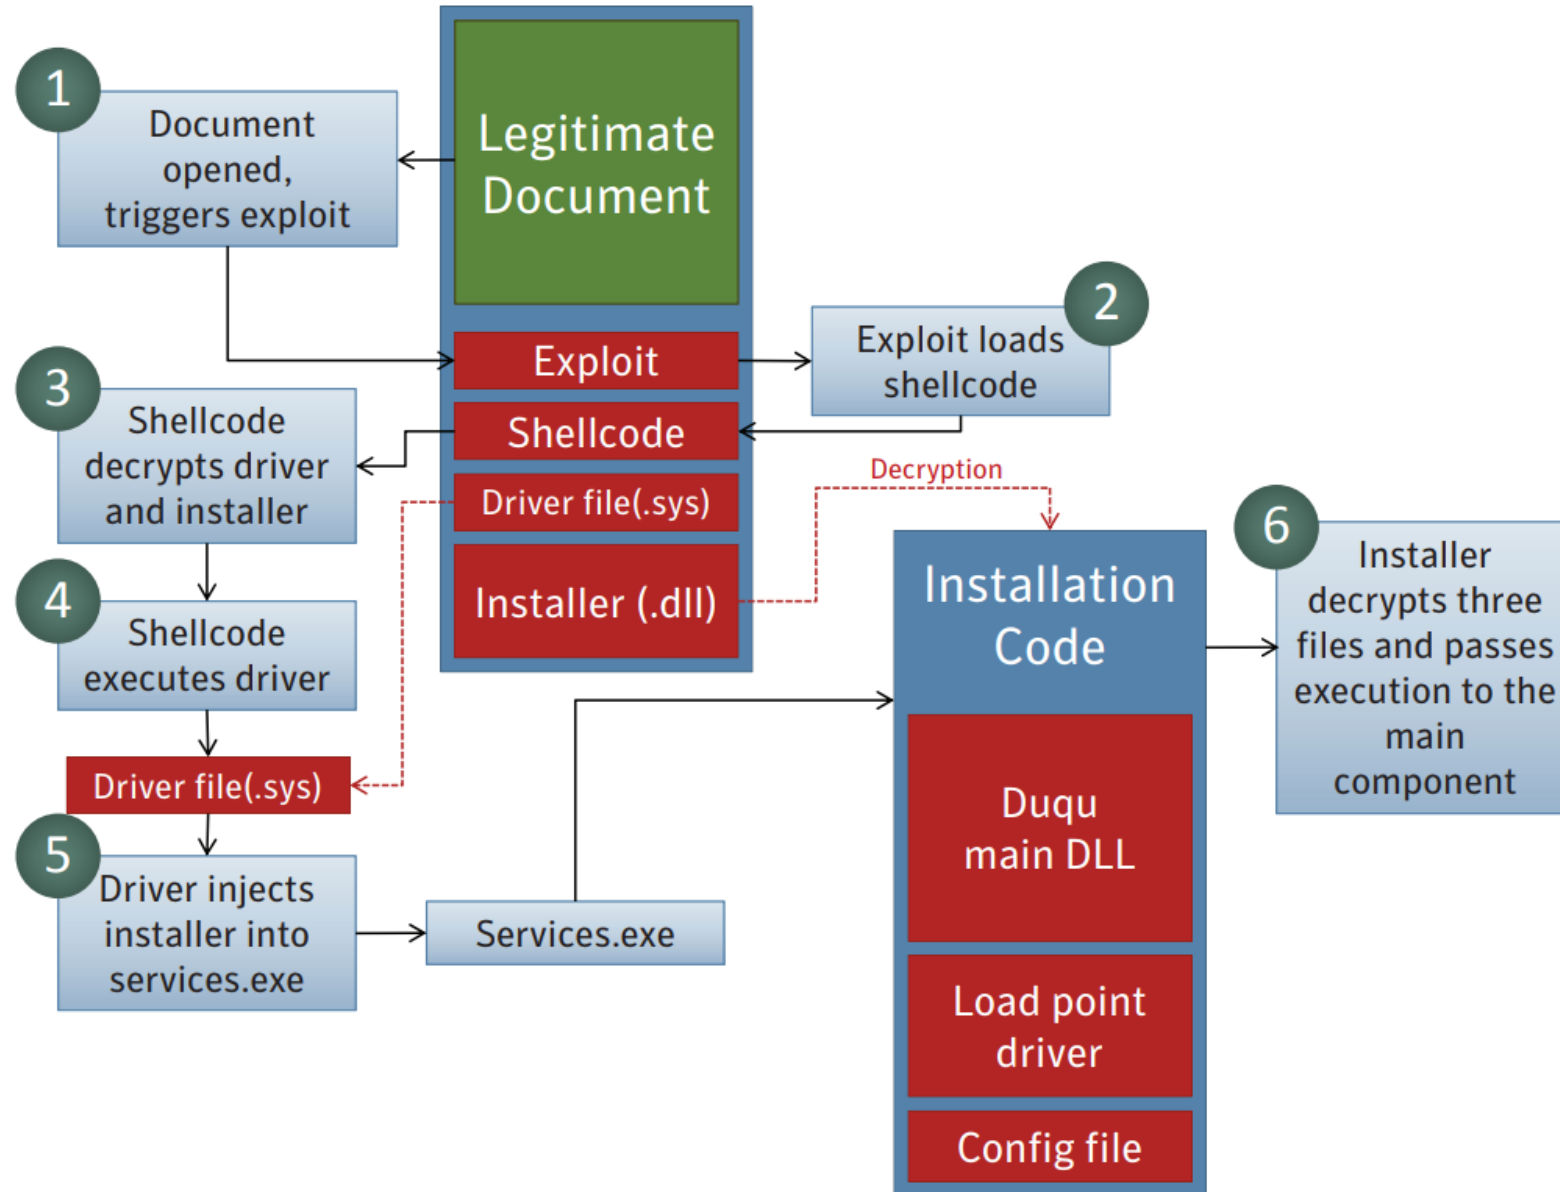 1
Document
opened,
triggers exploit
Legitimate
Document
Exploit
2
Exploit loads
shellcode
Shellcode
3
Shellcode
decrypts driver
and installer
Driver file(.sys)
Installer (.dll)
Decryption
4
Shellcode
executes driver
Driver file(.sys)
5
Driver injects
installer into
services.exe
Services.exe
Installation
Code
Duqu
main DLL
Load point
driver
Config file
6
Installer
decrypts three
files and passes
execution to the
main
component